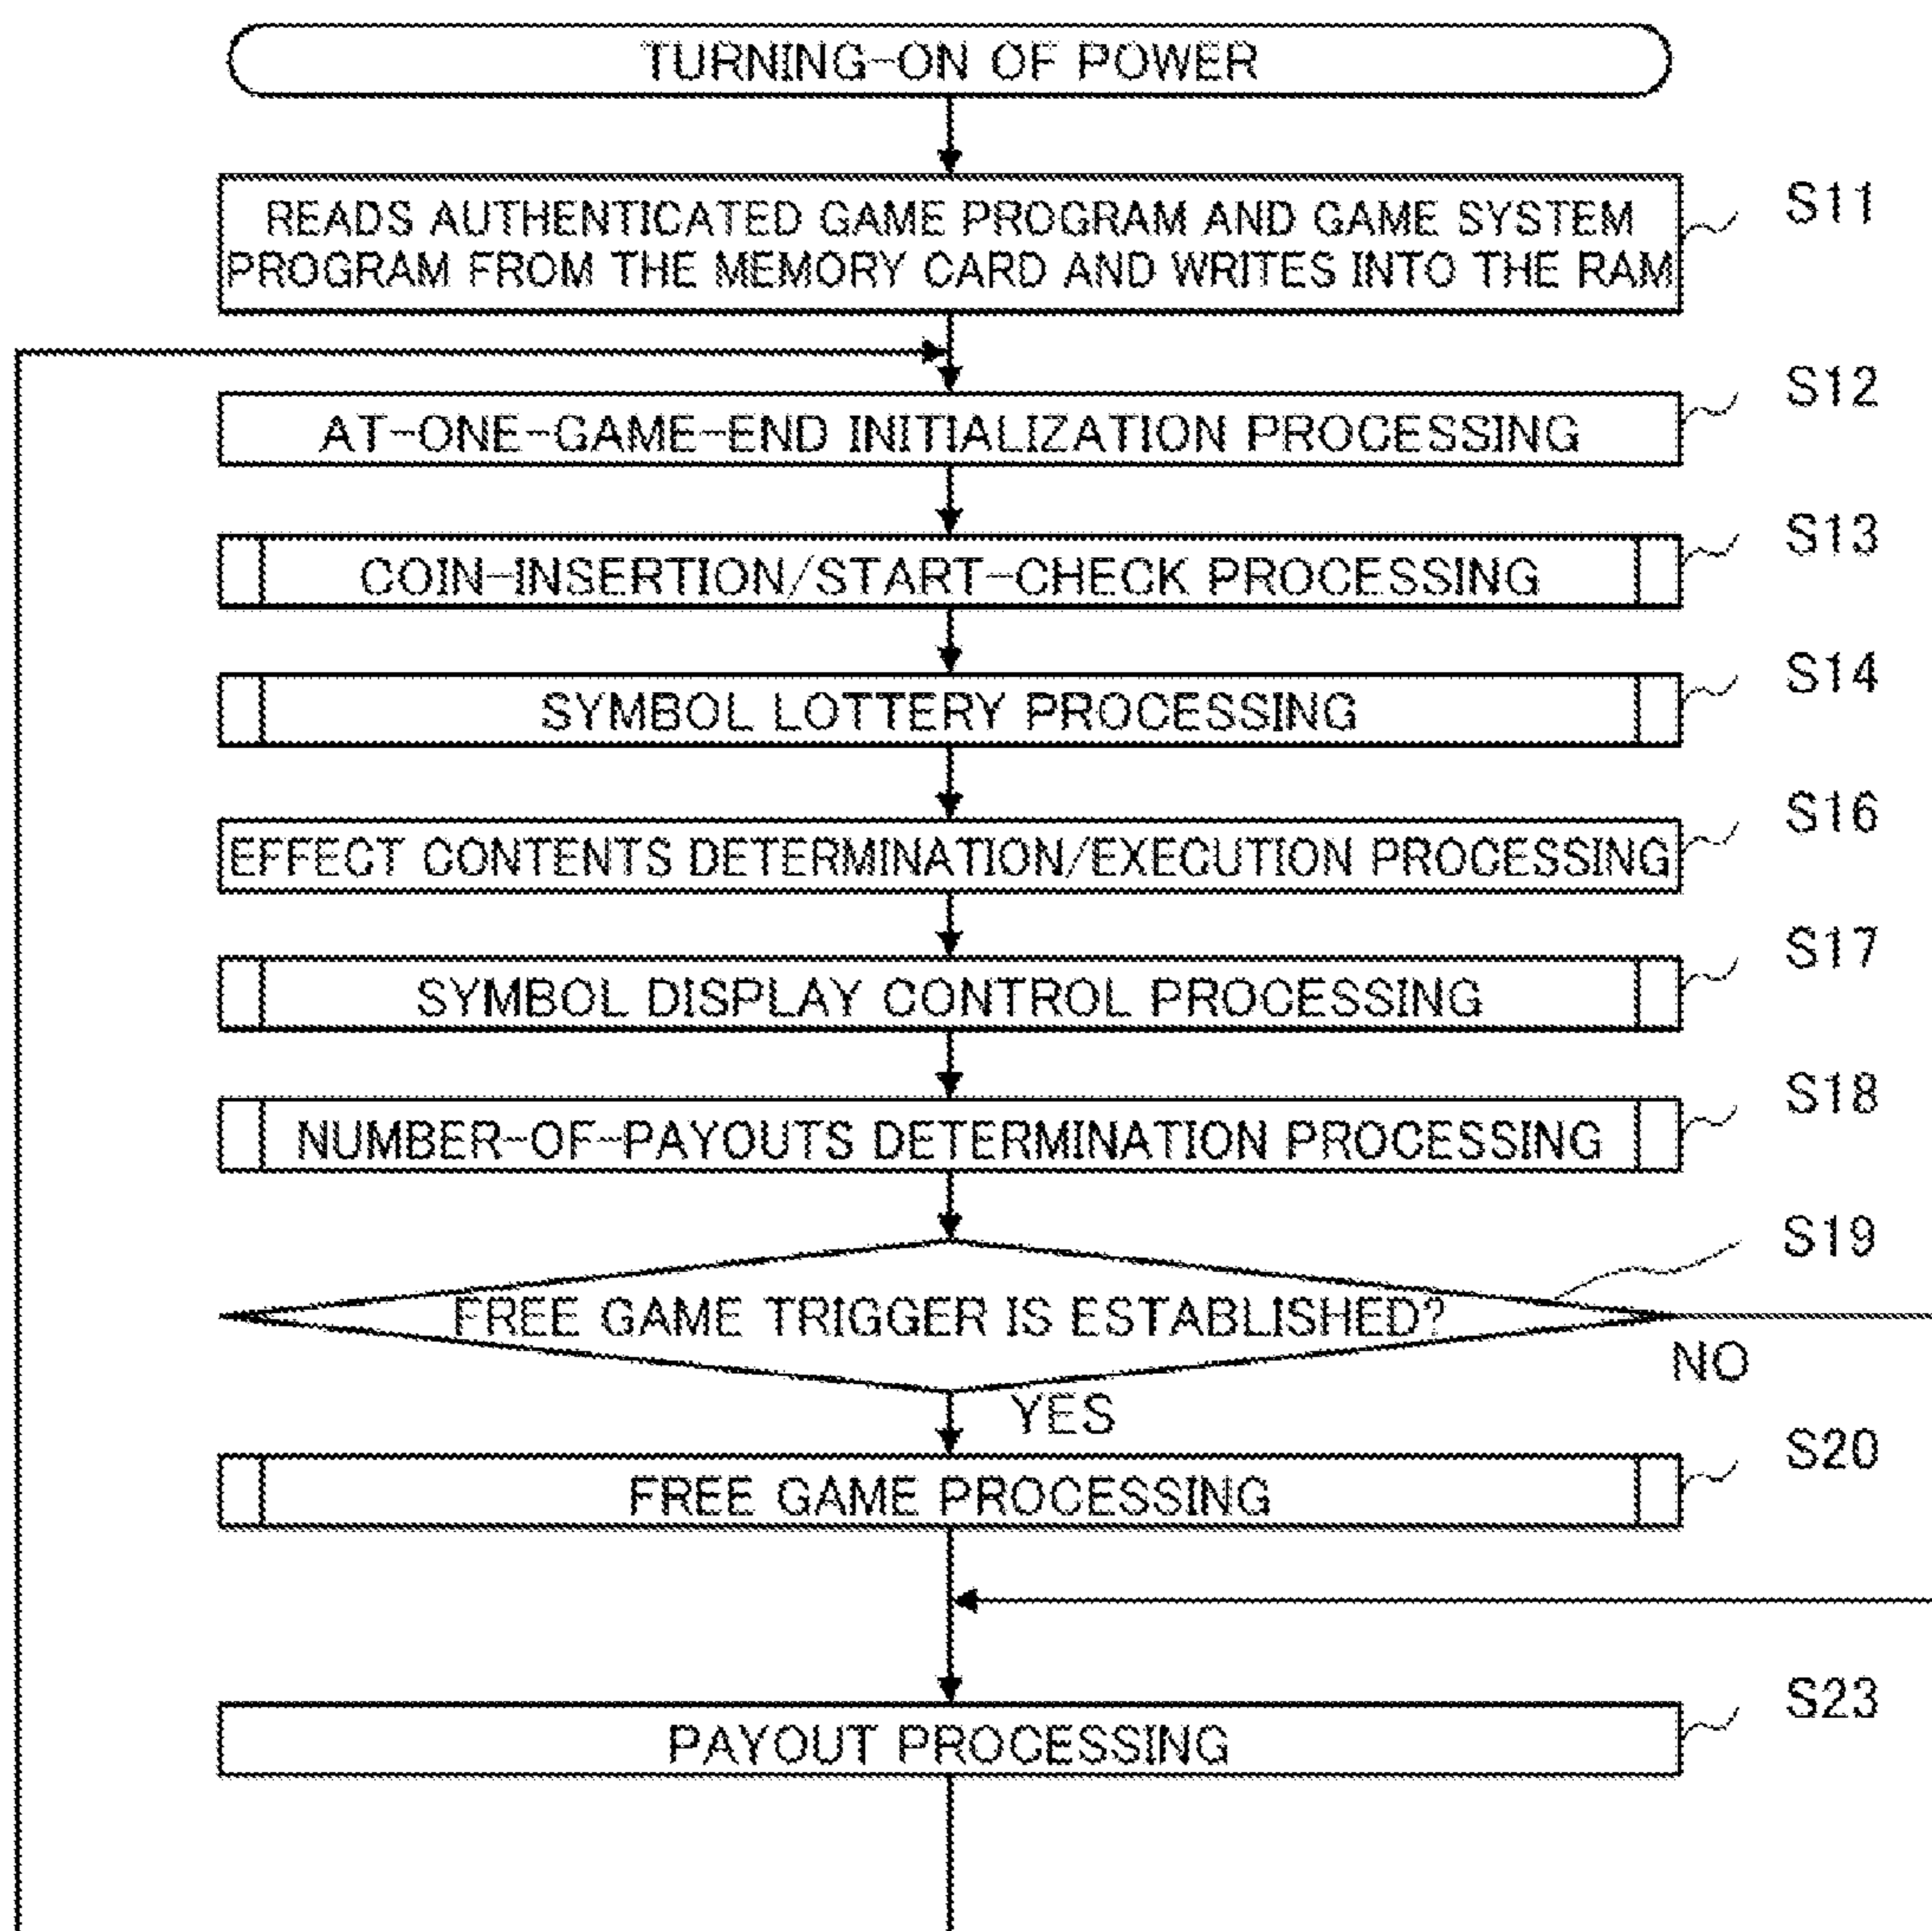 TURNING-ON OF POWER
READS AUTHENTICATED GAME PROGRAM AND GAME SYSTEM
PROGRAM FROM THE MEMORY CARD AND WRITES INTO THE RAM
S11
AT-ONE-GAME-END INITIALIZATION PROCESSING
S12
COIN-INSERTION/START-CHECK PROCESSING
S13
SYMBOL LOTTERY PROCESSING
S14
EFFECT CONTENTS DETERMINATION/EXECUTION PROCESSING
S16
SYMBOL DISPLAY CONTROL PROCESSING
S17
NUMBER-OF-PAYOUTS DETERMINATION PROCESSING
S18
FREE GAME TRIGGER IS ESTABLISHED?
S19
NO
YES
FREE GAME PROCESSING
S20
PAYOUT PROCESSING
S23